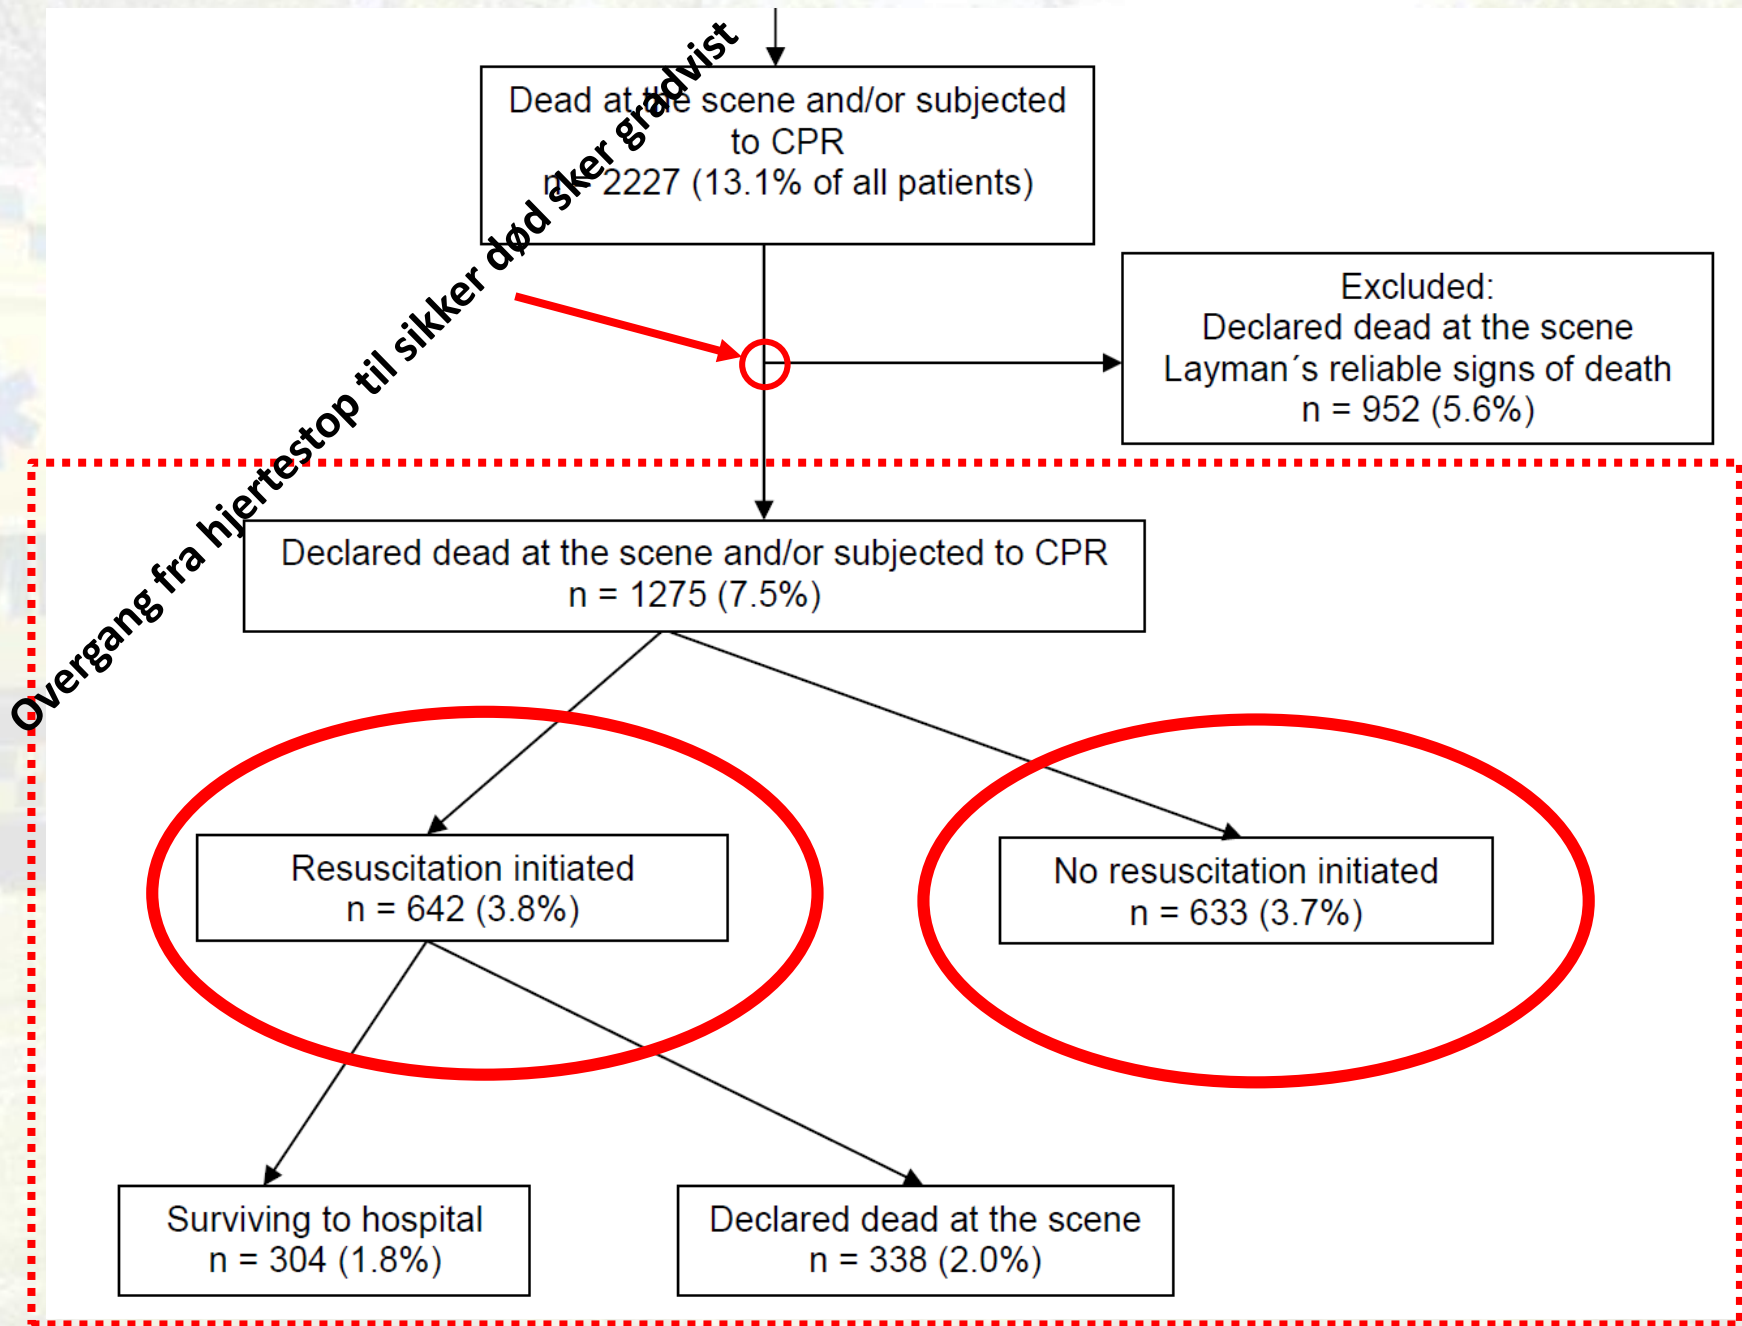 Overgang fra hjertestop til sikker død sker gradvist
Dead at the scene and/or subjected
to CPR
n = 2227 (13.1% of all patients)
Excluded:
Declared dead at the scene
Layman´s reliable signs of death
n = 952 (5.6%)
Declared dead at the scene and/or subjected to CPR
n = 1275 (7.5%)
Resuscitation initiated
n = 642 (3.8%)
No resuscitation initiated
n = 633 (3.7%)
Surviving to hospital
n = 304 (1.8%)
Declared dead at the scene
n = 338 (2.0%)